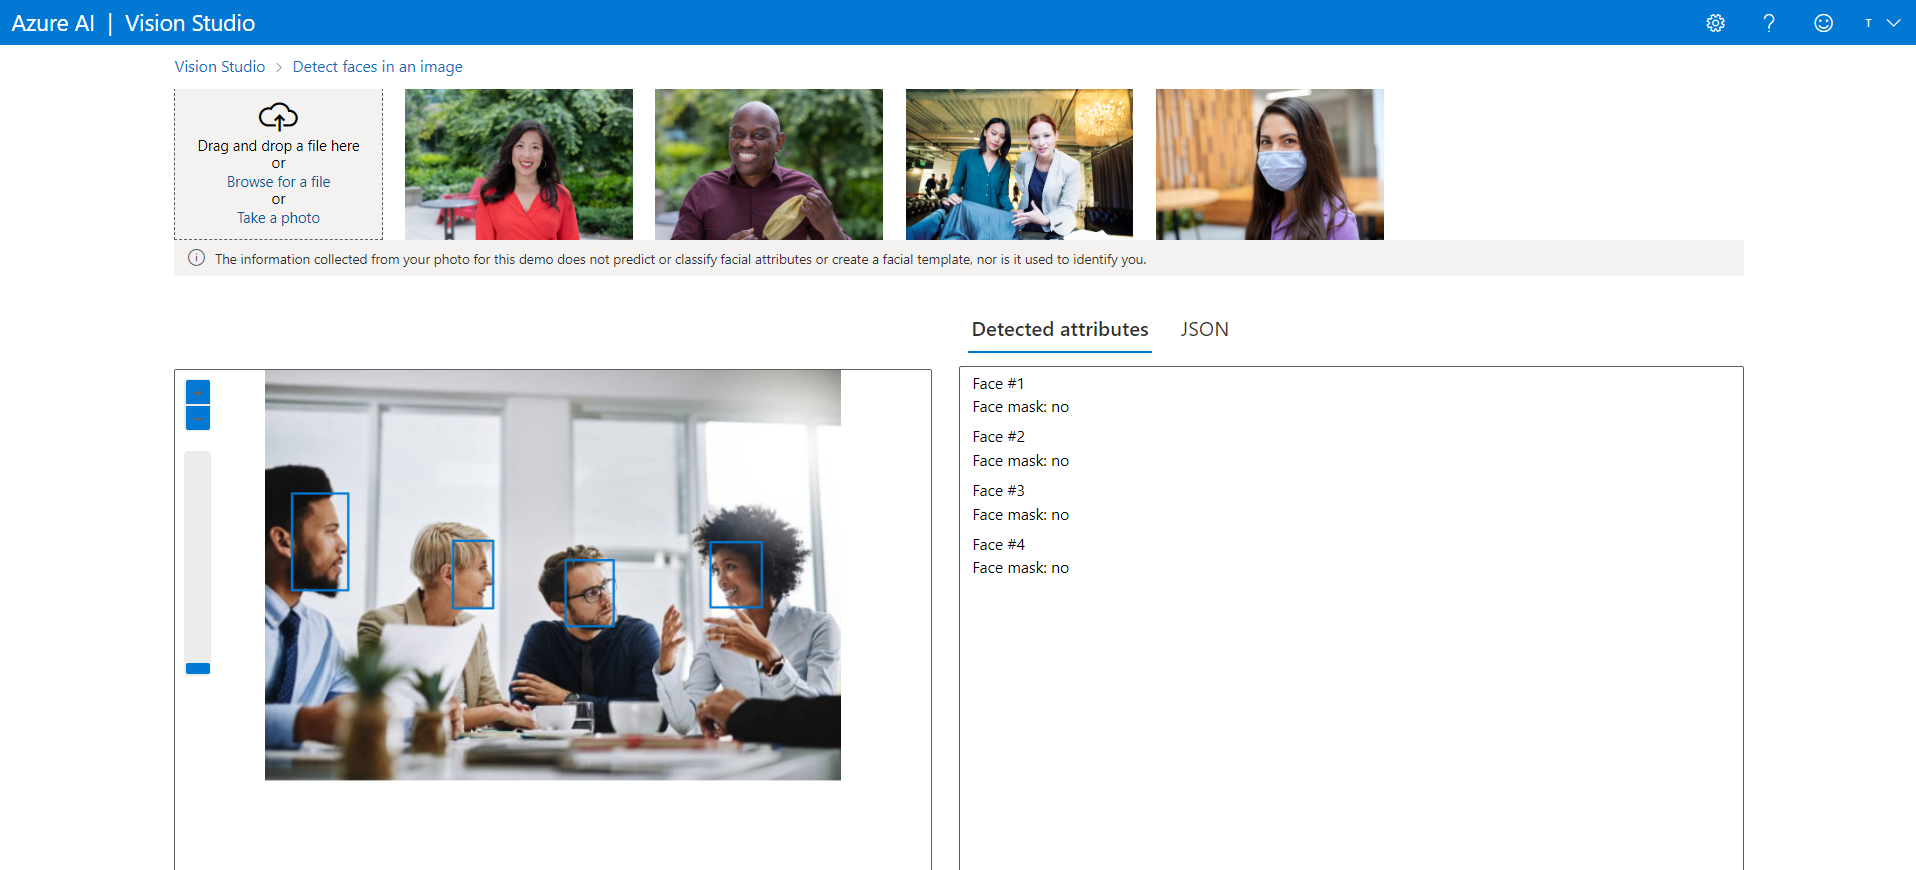 Azure AI | Vision Studio
T
Vision Studio > Detect faces in an image
Drag and drop a file here
or
Browse for a file
or
Take a photo
The information collected from your photo for this demo does not predict or classify facial attributes or create a facial template, nor is it used to identify you.
Detected attributes
JSON
Face #1
Face mask: no
Face #2
Face mask: no
Face #3
Face mask: no
Face #4
Face mask: no